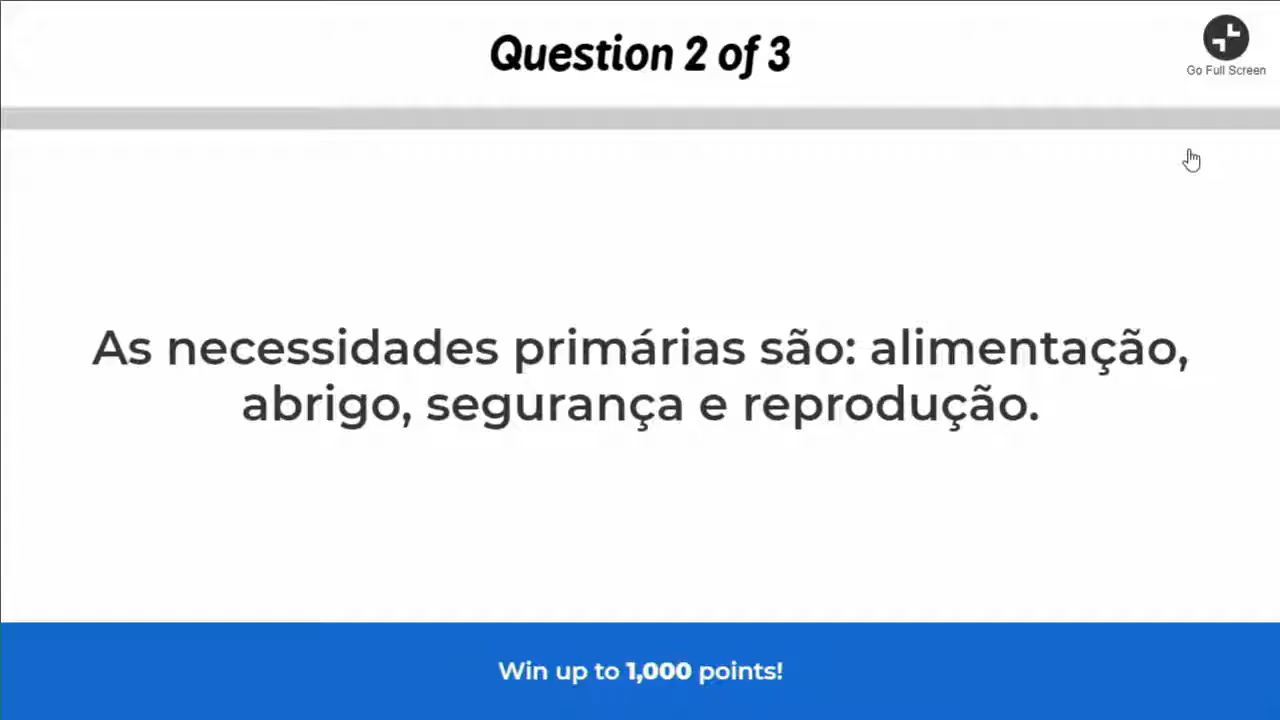 Question 2 of 3
Go Full Screen
As necessidades primárias são: alimentação,
abrigo, segurança e reprodução.
Win up to 1,000 points!